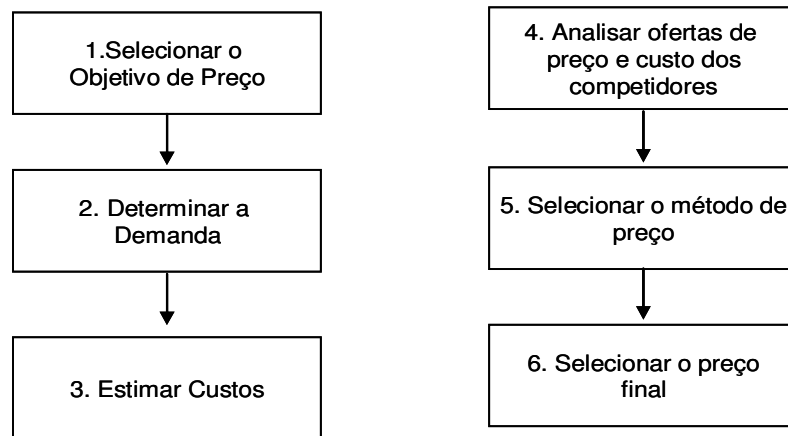 1.Selecionar o
Objetivo de Preço
2. Determinar a
Demanda
3. Estimar Custos
4. Analisar ofertas de
preço e custo dos
competidores
5. Selecionar o método de
preço
6. Selecionar o preço
final